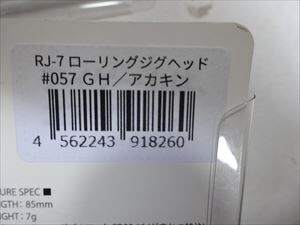 RJ-7 ローリングジグヘッド
#057 ＧＨ／アカキン
4 562243 918260
URE SPEC ■
GTH: 85mm
IGHT: 7g